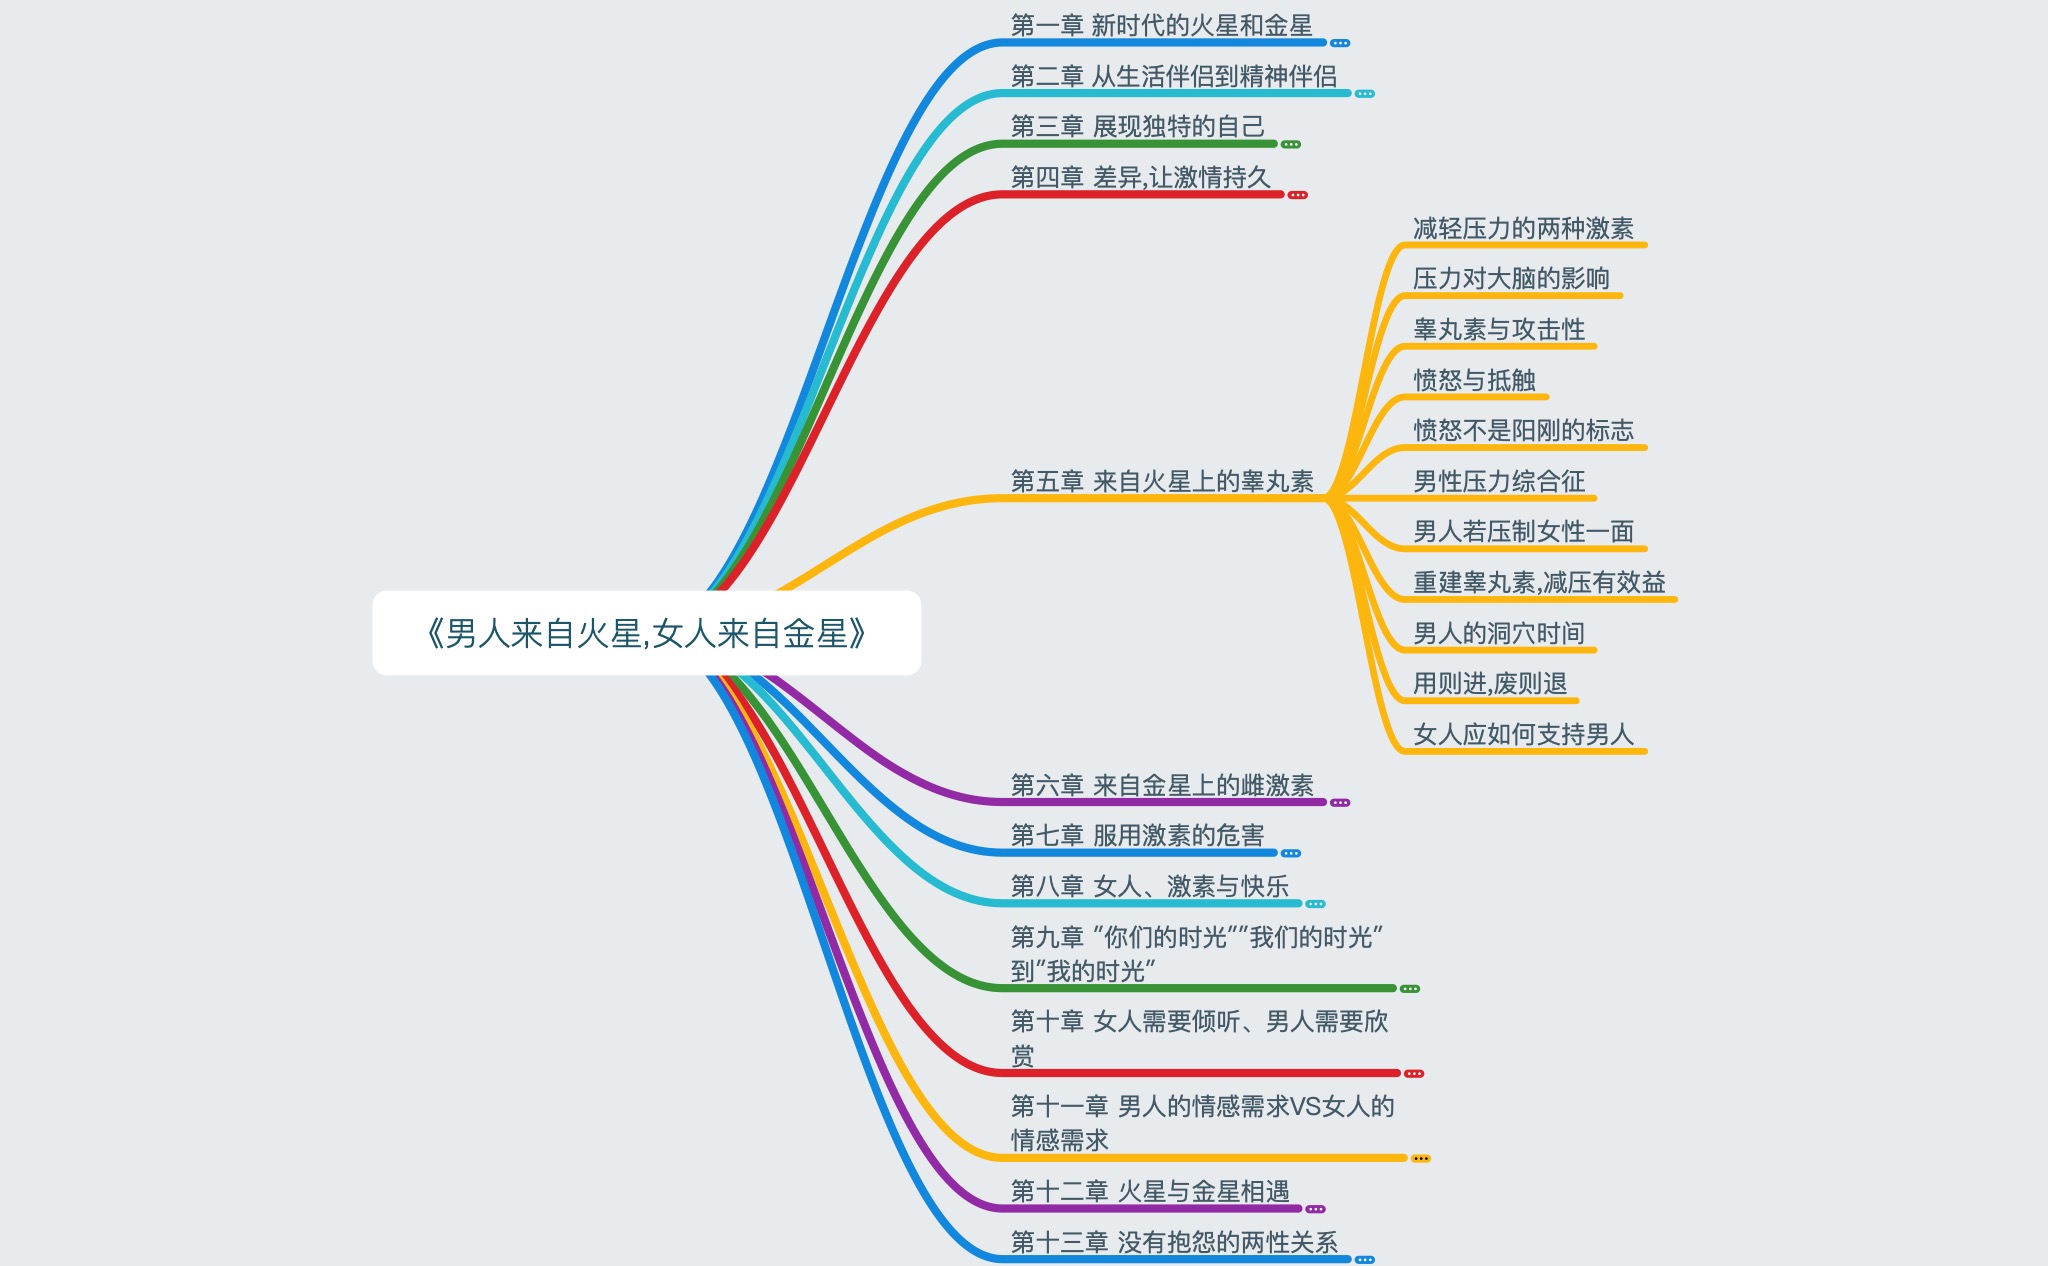 第一章 新时代的火星和金星
第二章 从生活伴侣到精神伴侣
第三章 展现独特的自己
第四章 差异,让激情持久
减轻压力的两种激素
压力对大脑的影响
睾丸素与攻击性
愤怒与抵触
愤怒不是阳刚的标志
第五章 来自火星上的睾丸素
男性压力综合征
男人若压制女性一面
重建睾丸素,减压有效益
《男人来自火星,女人来自金星》
男人的洞穴时间
用则进,废则退
女人应如何支持男人
第六章 来自金星上的雌激素
第七章 服用激素的危害
第八章 女人、激素与快乐
第九章 "你们的时光""我们的时光"
到"我的时光"
第十章 女人需要倾听、男人需要欣
赏
第十一章 男人的情感需求VS女人的
情感需求
第十二章 火星与金星相遇
第十三章 没有抱怨的两性关系